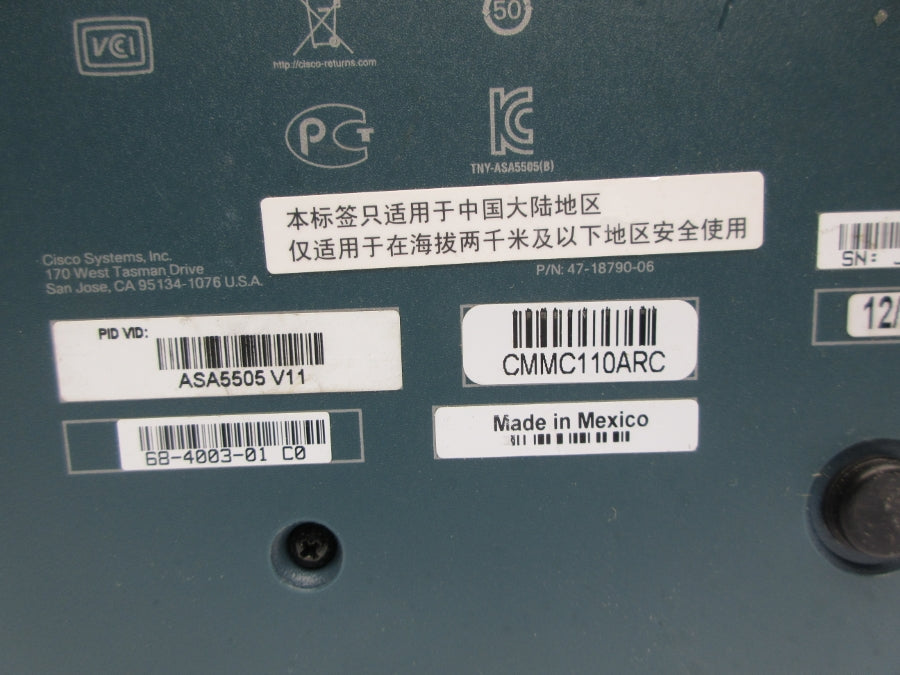 VCI
50
http://cisco-returns.com
PCT
KC
TNY-ASA5505(B)
本标签只适用于中国大陆地区
仅适用于在海拔两千米及以下地区安全使用
Cisco Systems, Inc.
170 West Tasman Drive
San Jose, CA 95134-1076 U.S.A.
P/N: 47-18790-06
SN: J
12/
PID VID:
ASA5505 V11
CMMC110ARC
68-4003-01 C0
Made in Mexico